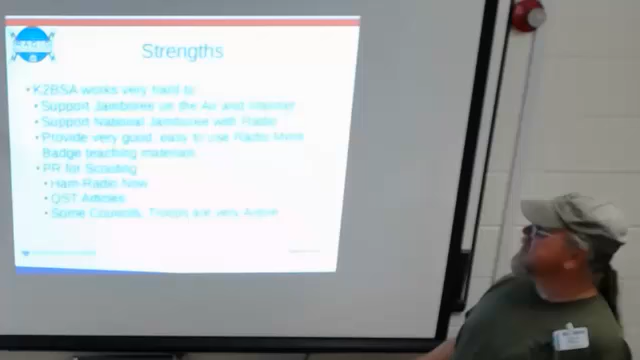 Strengths
• K2BSA works very hard to
• Support Jamboree on the Air and Internet
• Support National Jamboree with Radio
• Provide very good, easy to use Radio Merit
Badge teaching materials
• PR for Scouting
• Ham Radio Now
• QST Articles
• Some Councils, Troops are very Active